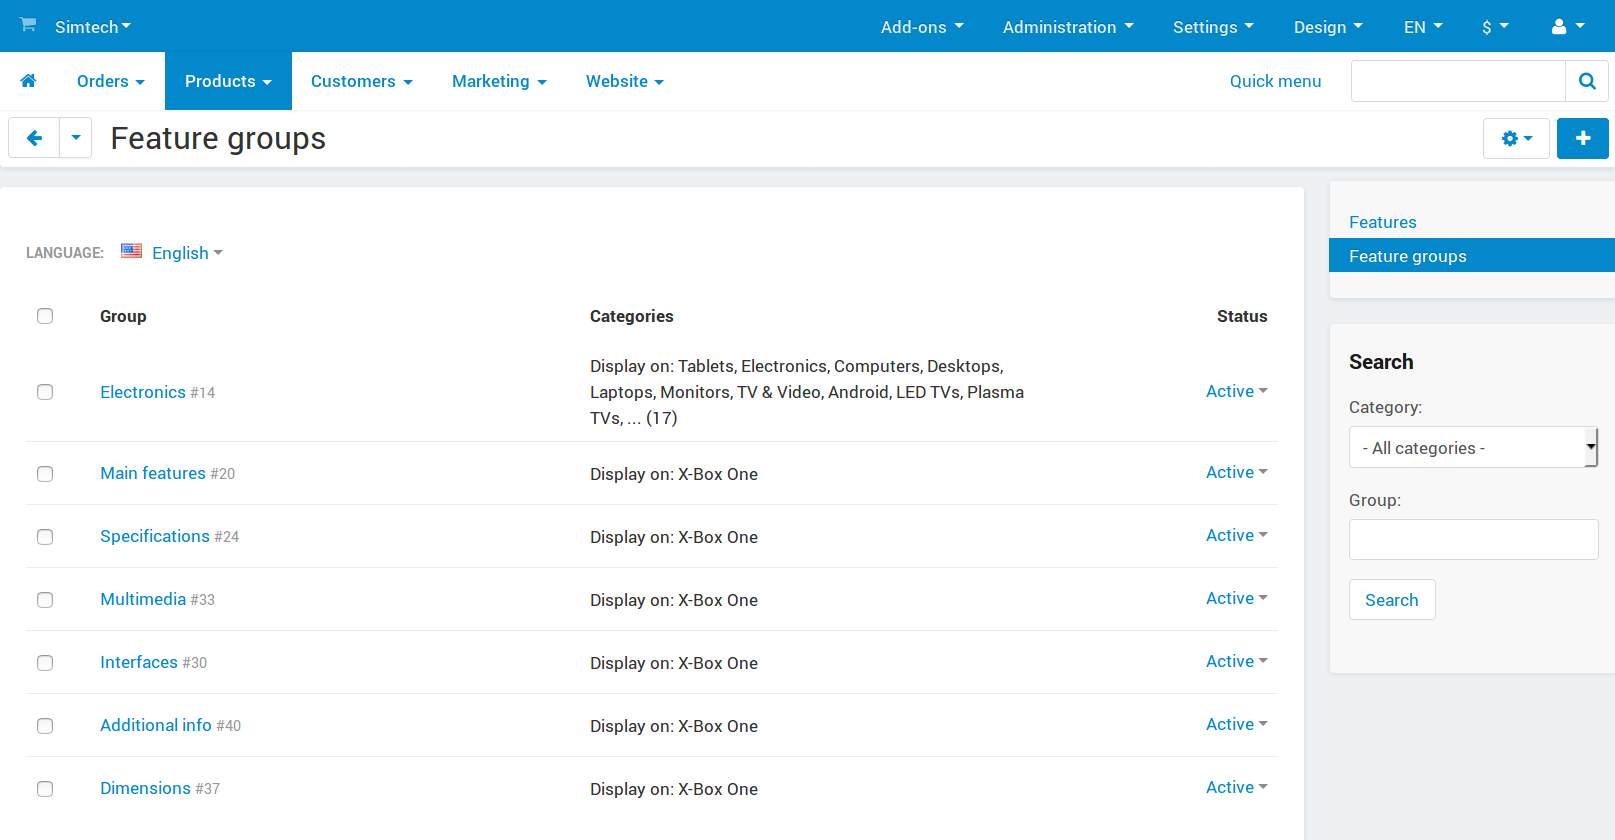 Simtech Add-ons Administration Settings Design EN $
Orders Products Customers Marketing Website Quick menu
Feature groups
LANGUAGE: English
Group Categories Status
Electronics #14 Display on: Tablets, Electronics, Computers, Desktops, Laptops, Monitors, TV & Video, Android, LED TVs, Plasma TVs, ... (17) Active
Main features #20 Display on: X-Box One Active
Specifications #24 Display on: X-Box One Active
Multimedia #33 Display on: X-Box One Active
Interfaces #30 Display on: X-Box One Active
Additional info #40 Display on: X-Box One Active
Dimensions #37 Display on: X-Box One Active
Features
Feature groups
Search
Category:
- All categories -
Group:
Search